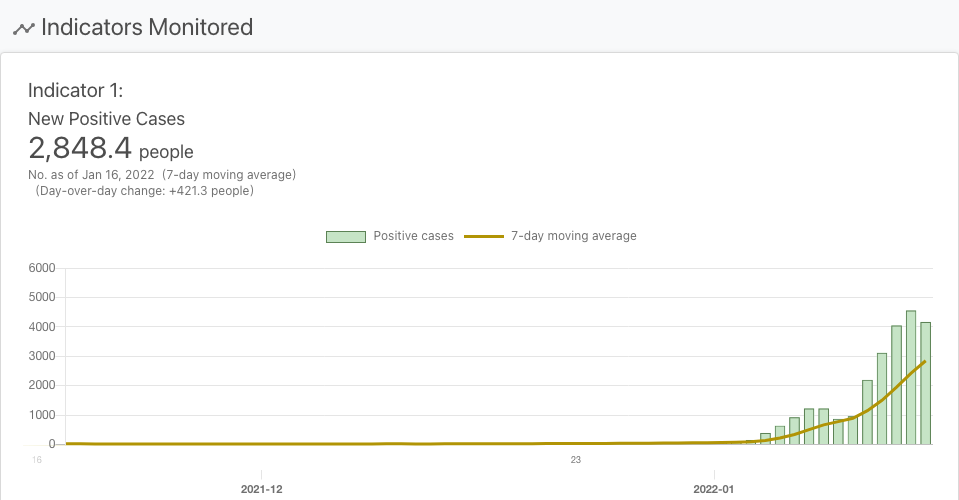 Indicators Monitored
Indicator 1:
New Positive Cases
2,848.4 people
No. as of Jan 16, 2022 (7-day moving average)
(Day-over-day change: +421.3 people)
Positive cases 7-day moving average
6000
5000
4000
3000
2000
1000
0
16 23
2021-12 2022-01